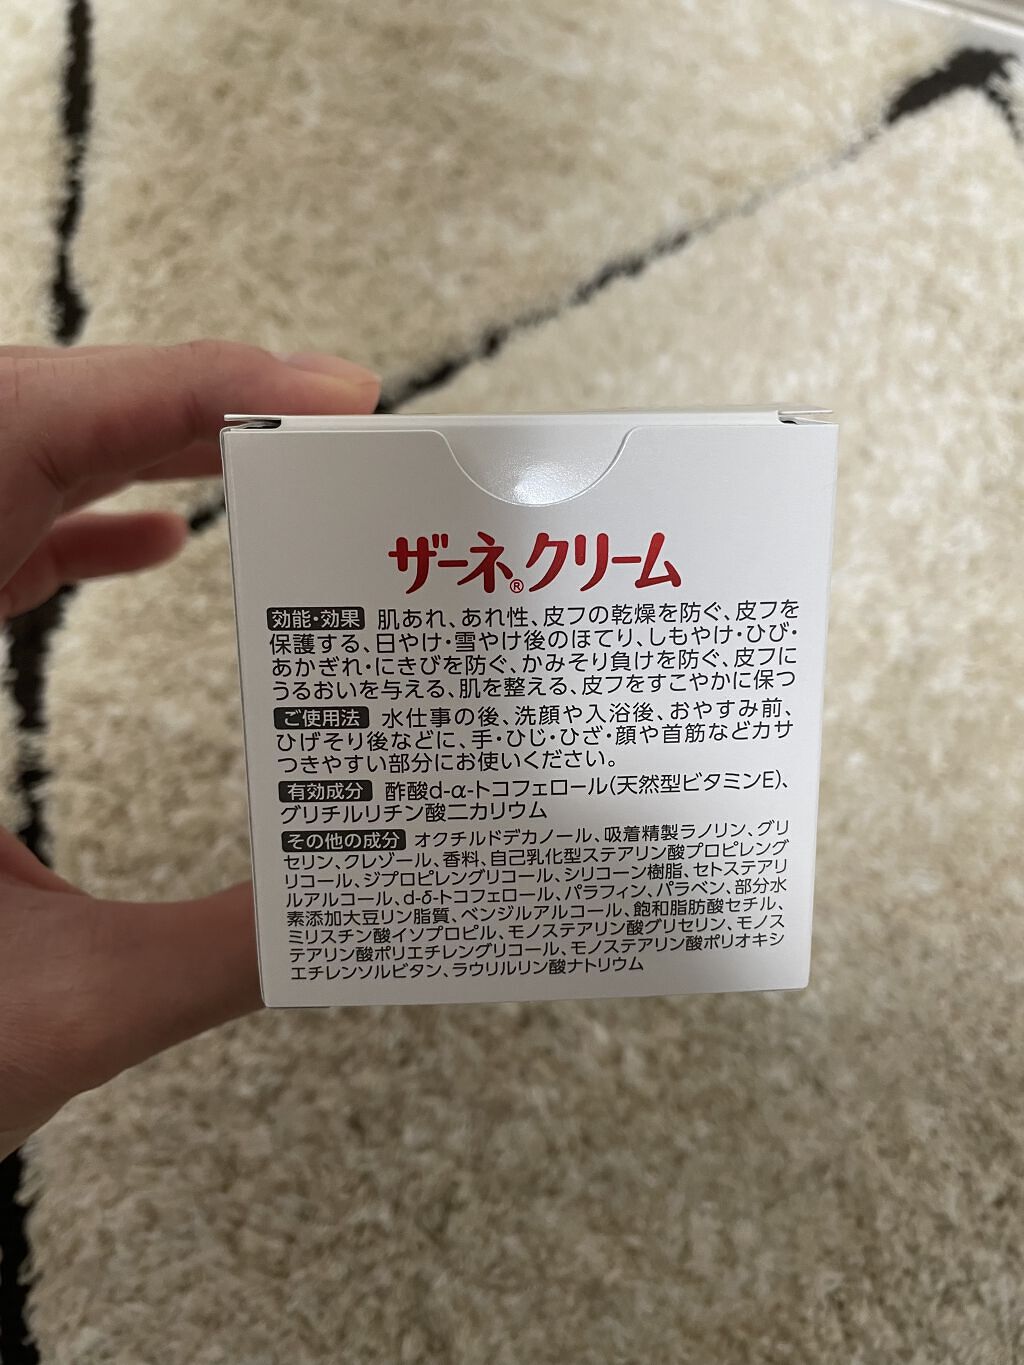 ザーネ®クリーム
効能・効果 肌あれ、あれ性、皮フの乾燥を防ぐ、皮フを
保護する、日やけ・雪やけ後のほてり、しもやけ・ひび・
あかぎれ・にきびを防ぐ、かみそり負けを防ぐ、皮フに
うるおいを与える、肌を整える、皮フをすこやかに保つ
ご使用法 水仕事の後、洗顔や入浴後、おやすみ前、
ひげそり後などに、手・ひじ・ひざ・顔や首筋などカサ
つきやすい部分にお使いください。
有効成分 酢酸d-α-トコフェロール(天然型ビタミンE)、
グリチルリチン酸二カリウム
その他の成分 オクチルドデカノール、吸着精製ラノリン、グリ
セリン、クレゾール、香料、自己乳化型ステアリン酸プロピレング
リコール、ジプロピレングリコール、シリコーン樹脂、セトステアリ
ルアルコール、d-δ-トコフェロール、パラフィン、パラベン、部分水
素添加大豆リン脂質、ベンジルアルコール、飽和脂肪酸セチル、
ミリスチン酸イソプロピル、モノステアリン酸グリセリン、モノス
テアリン酸ポリエチレングリコール、モノステアリン酸ポリオキシ
エチレンソルビタン、ラウリルリン酸ナトリウム